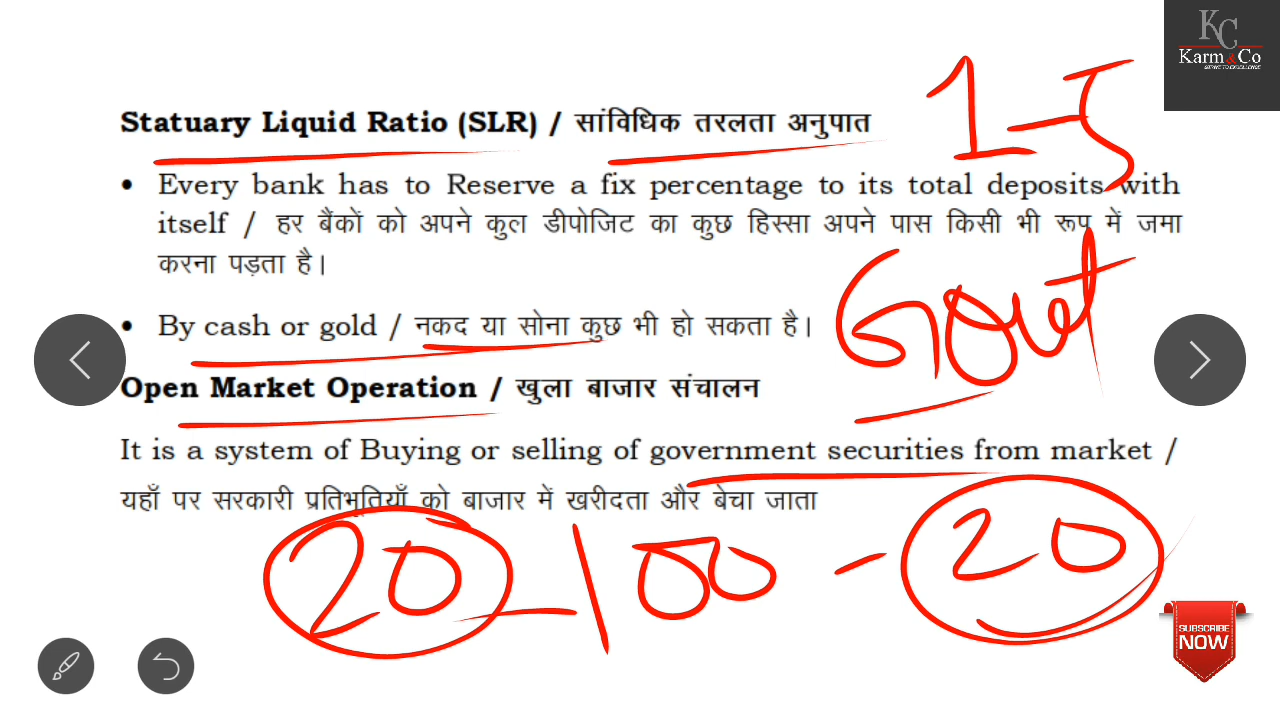 KC
Karm&Co
STRIVE TO EXCELLENCE
1-5
Statuary Liquid Ratio (SLR) / सांविधिक तरलता अनुपात
• Every bank has to Reserve a fix percentage to its total deposits with
itself / हर बैंकों को अपने कुल डीपोजिट का कुछ हिस्सा अपने पास किसी भी रूप में जमा
करना पड़ता है।
• By cash or gold / नकद या सोना कुछ भी हो सकता है।
Govt
Open Market Operation / खुला बाजार संचालन
It is a system of Buying or selling of government securities from market /
यहाँ पर सरकारी प्रतिभूतियाँ को बाजार में खरीदता और बेचा जाता
20 - 100 - 20
SUBSCRIBE
NOW